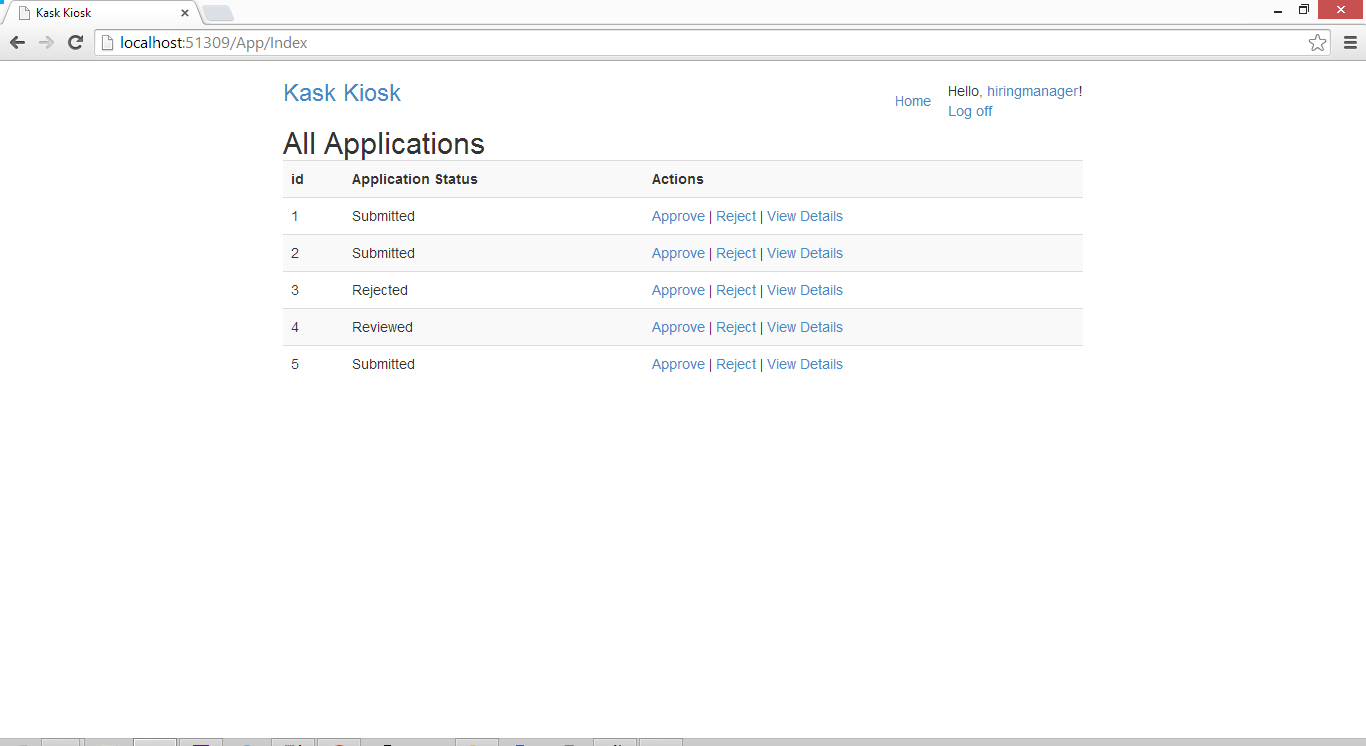 Kask Kiosk
localhost:51309/App/Index
Kask Kiosk
Home
Hello, hiringmanager!
Log off
All Applications
id Application Status Actions
1 Submitted Approve | Reject | View Details
2 Submitted Approve | Reject | View Details
3 Rejected Approve | Reject | View Details
4 Reviewed Approve | Reject | View Details
5 Submitted Approve | Reject | View Details